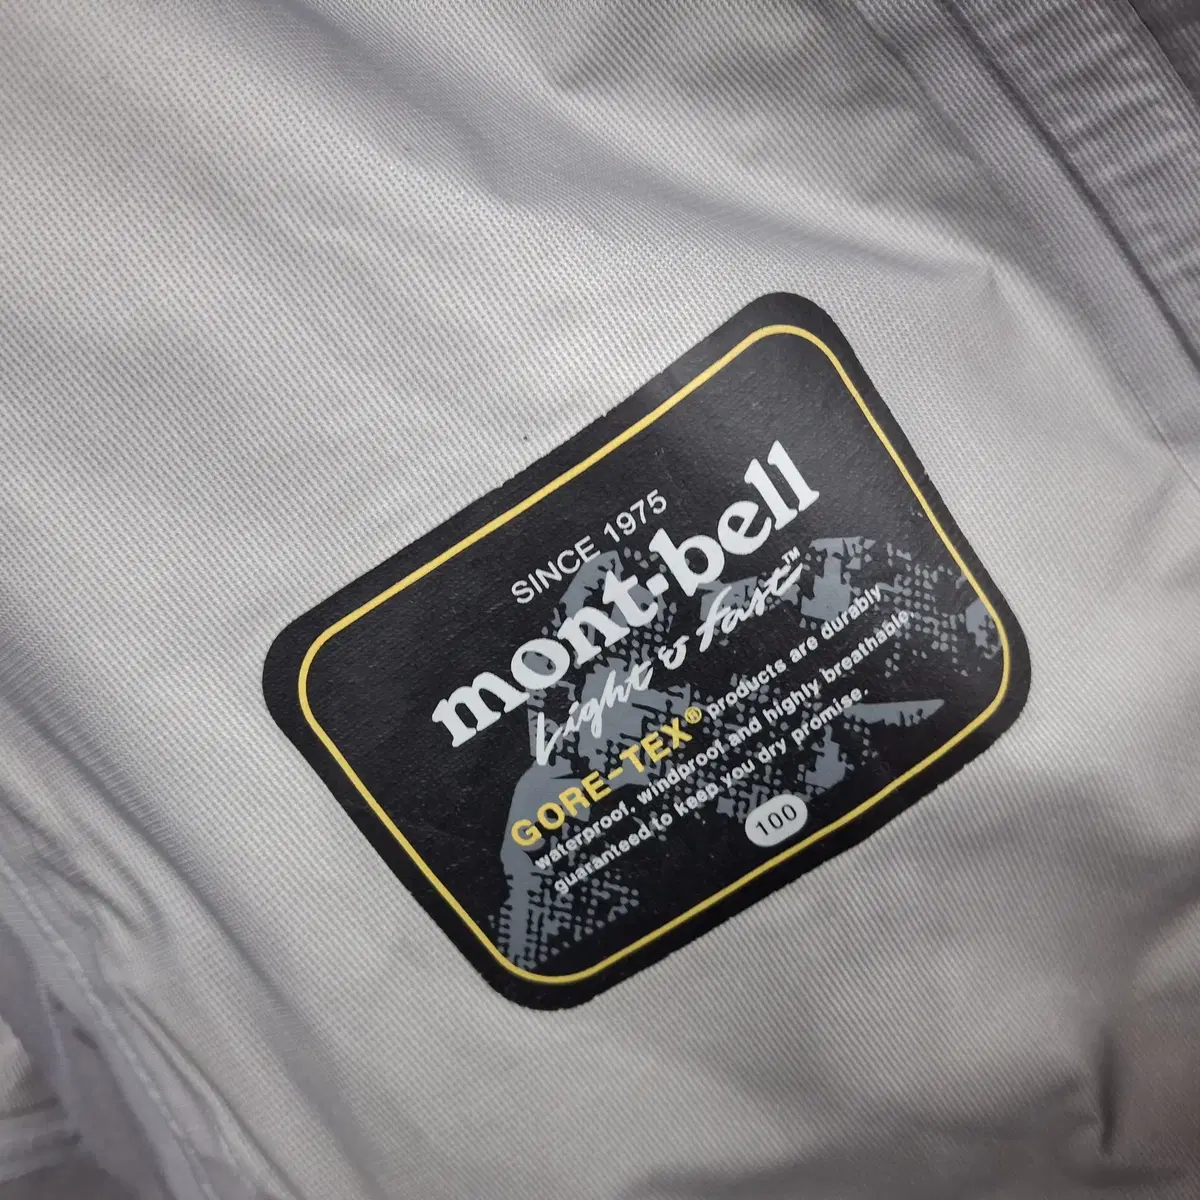 SINCE 1975
mont-bell
Light & Fast™
GORE-TEX® products are durably
waterproof, windproof and highly breathable,
guaranteed to keep you dry promise.
100